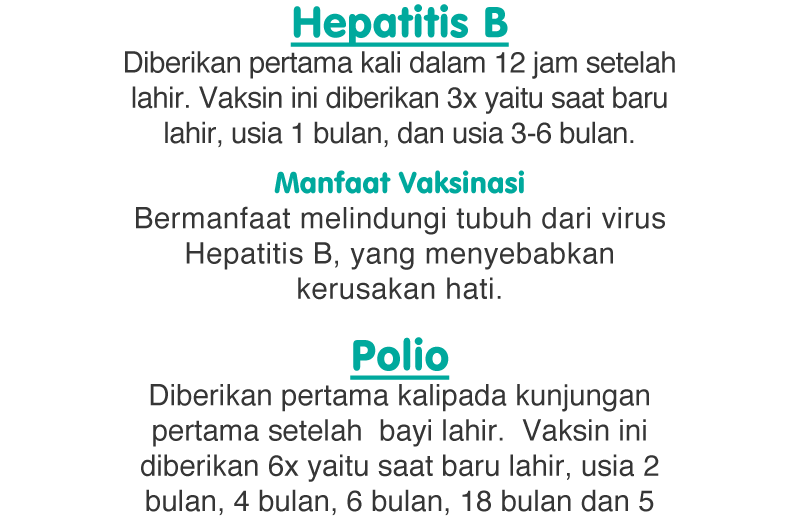 Hepatitis B
Diberikan pertama kali dalam 12 jam setelah
lahir. Vaksin ini diberikan 3x yaitu saat baru
lahir, usia 1 bulan, dan usia 3-6 bulan.
Manfaat Vaksinasi
Bermanfaat melindungi tubuh dari virus
Hepatitis B, yang menyebabkan
kerusakan hati.
Polio
Diberikan pertama kalipada kunjungan
pertama setelah  bayi lahir.  Vaksin ini
diberikan 6x yaitu saat baru lahir, usia 2
bulan, 4 bulan, 6 bulan, 18 bulan dan 5